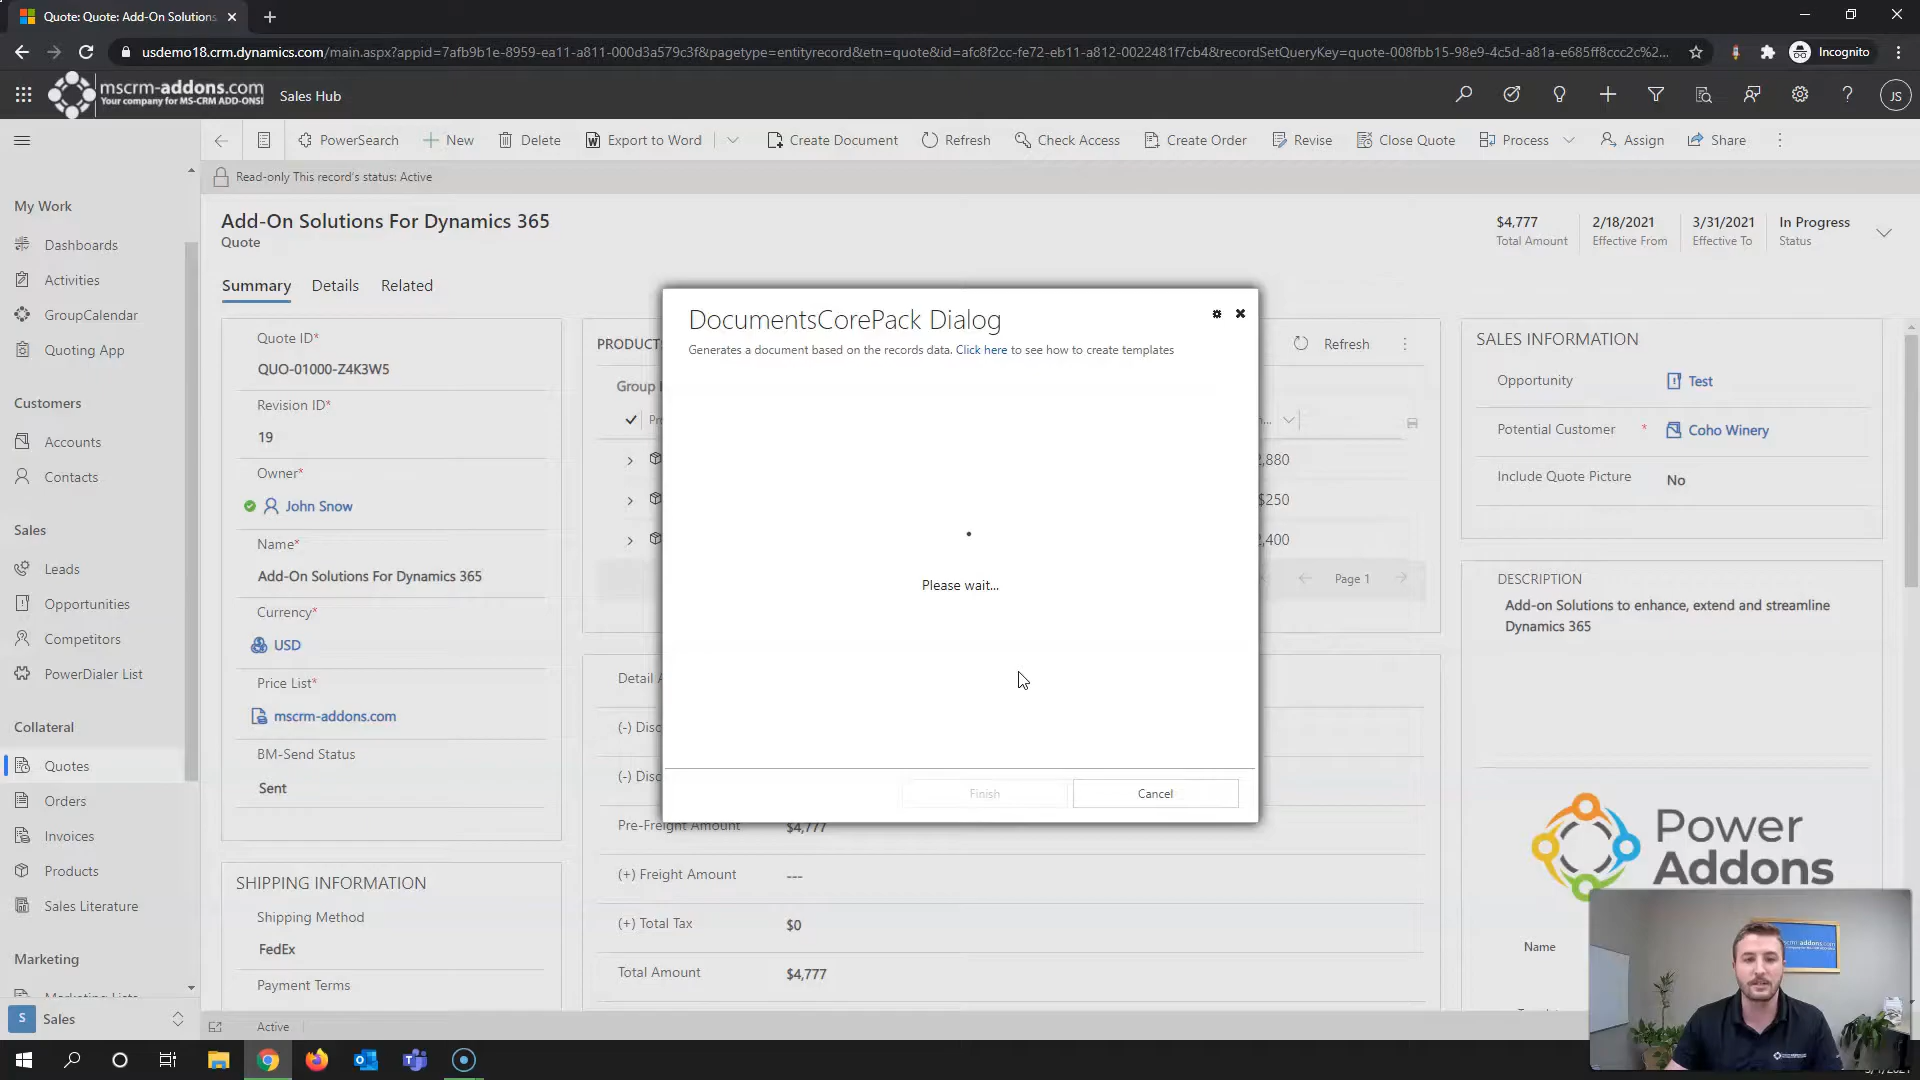 Quote: Quote: Add-On Solutions
usdemo18.crm.dynamics.com/main.aspx?appid=7afb9b1e-8959-ea11-a811-000d3a579c3f&pagetype=entityrecord&etn=quote&id=afc8f2cc-fe72-eb11-a812-0022481f7cb4&recordSetQueryKey=quote-008fbb15-98e9-4c5d-a81a-e685ff8ccc2c%2...
Incognito
mscrm-addons.com
Your company for MS-CRM ADD-ONS!
Sales Hub
JS
PowerSearch
New
Delete
Export to Word
Create Document
Refresh
Check Access
Create Order
Revise
Close Quote
Process
Assign
Share
Read-only This record's status: Active
Add-On Solutions For Dynamics 365
Quote
$4,777
Total Amount
2/18/2021
Effective From
3/31/2021
Effective To
In Progress
Status
Summary
Details
Related
My Work
Dashboards
Activities
GroupCalendar
Quoting App
Customers
Accounts
Contacts
Sales
Leads
Opportunities
Competitors
PowerDialer List
Collateral
Quotes
Orders
Invoices
Products
Sales Literature
Marketing
Marketing Lists
S
Sales
Quote ID*
QUO-01000-Z4K3W5
Revision ID*
19
Owner*
John Snow
Name*
Add-On Solutions For Dynamics 365
Currency*
USD
Price List*
mscrm-addons.com
BM-Send Status
Sent
SHIPPING INFORMATION
Shipping Method
FedEx
Payment Terms
PRODUCT
Refresh
Group
Pr
,880
$250
,400
Page 1
Detail A
(-) Disc
(-) Disc
Pre-Freight Amount
$4,777
(+) Freight Amount
---
(+) Total Tax
$0
Total Amount
$4,777
DocumentsCorePack Dialog
Generates a document based on the records data. Click here to see how to create templates
Please wait...
Finish
Cancel
SALES INFORMATION
Opportunity
Test
Potential Customer *
Coho Winery
Include Quote Picture
No
DESCRIPTION
Add-on Solutions to enhance, extend and streamline
Dynamics 365
Power
Addons
Name
mscrm-addons.com
Active